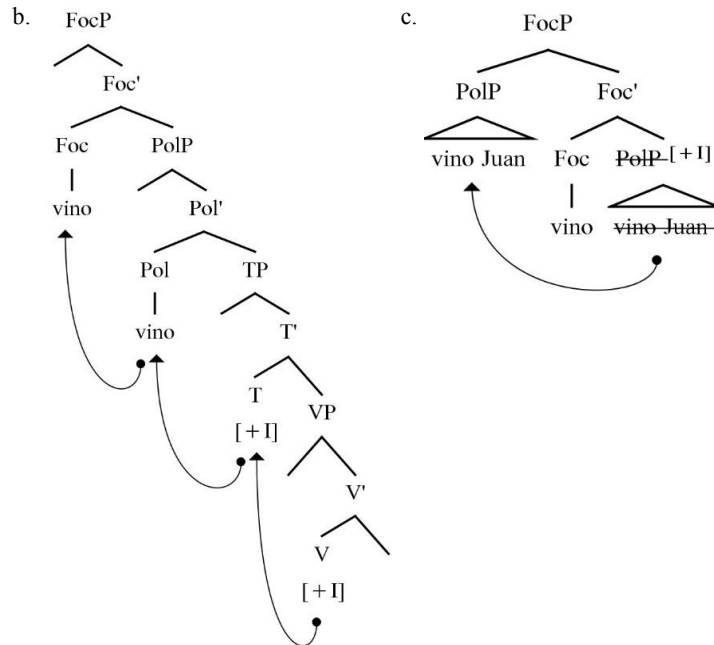 b.
FocP
Foc'
Foc PolP
vino
Pol'
Pol TP
vino
T'
T VP
[+I]
V'
V
[+I]
c.
FocP
PolP Foc'
vino Juan Foc PolP [+I]
vino vino Juan